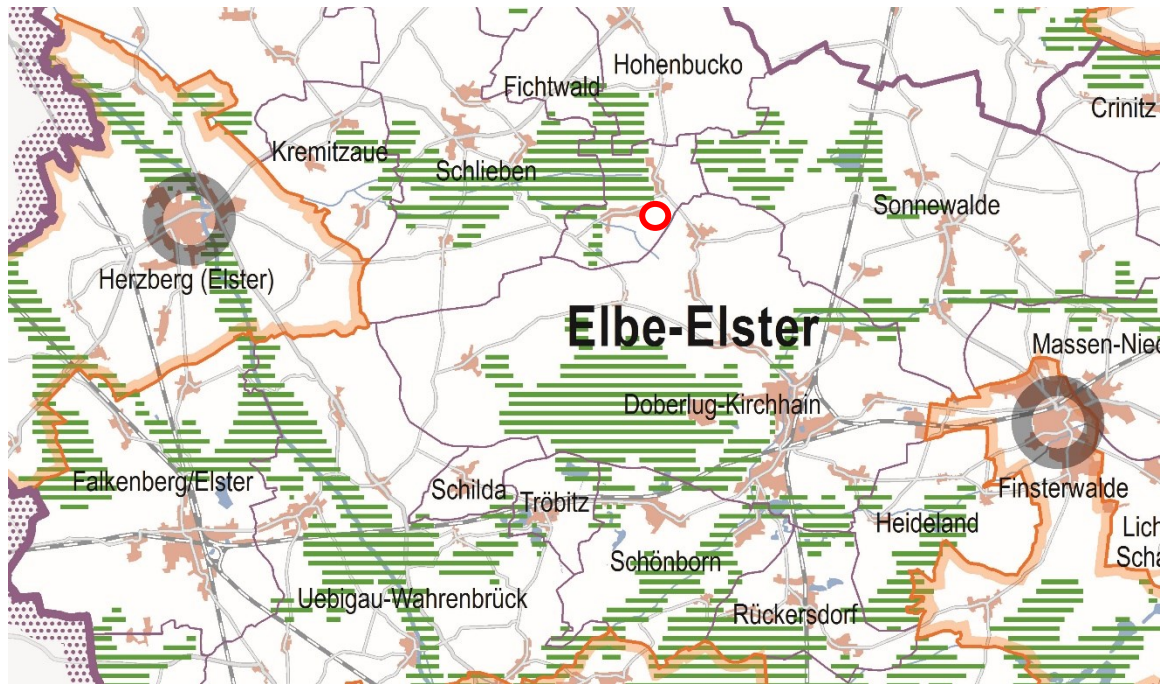 Hohenbucko
Fichtwald
Crinitz
Kremitzaue
Schlieben
Sonnewalde
Herzberg (Elster)
Elbe-Elster
Massen-Nied
Doberlug-Kirchhain
Falkenberg/Elster
Schilda
Tröbitz
Finsterwalde
Heideland
Lich
Schönborn
Scha
Uebigau-Wahrenbrück
Rückersdorf